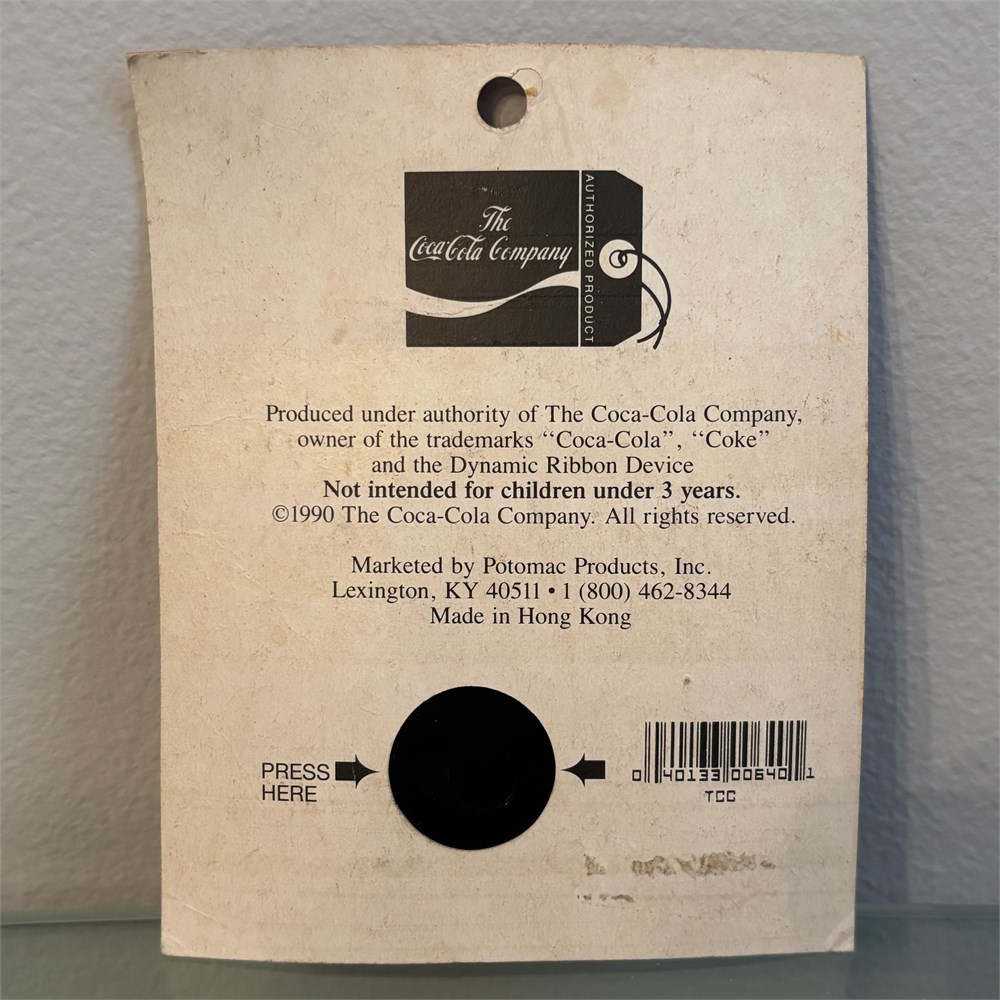 The
Coca-Cola Company
AUTHORIZED PRODUCT
Produced under authority of The Coca-Cola Company,
owner of the trademarks “Coca-Cola”, “Coke”
and the Dynamic Ribbon Device
Not intended for children under 3 years.
©1990 The Coca-Cola Company. All rights reserved.
Marketed by Potomac Products, Inc.
Lexington, KY 40511 • 1 (800) 462-8344
Made in Hong Kong
PRESS
HERE
0 40133 00640 1
TCC